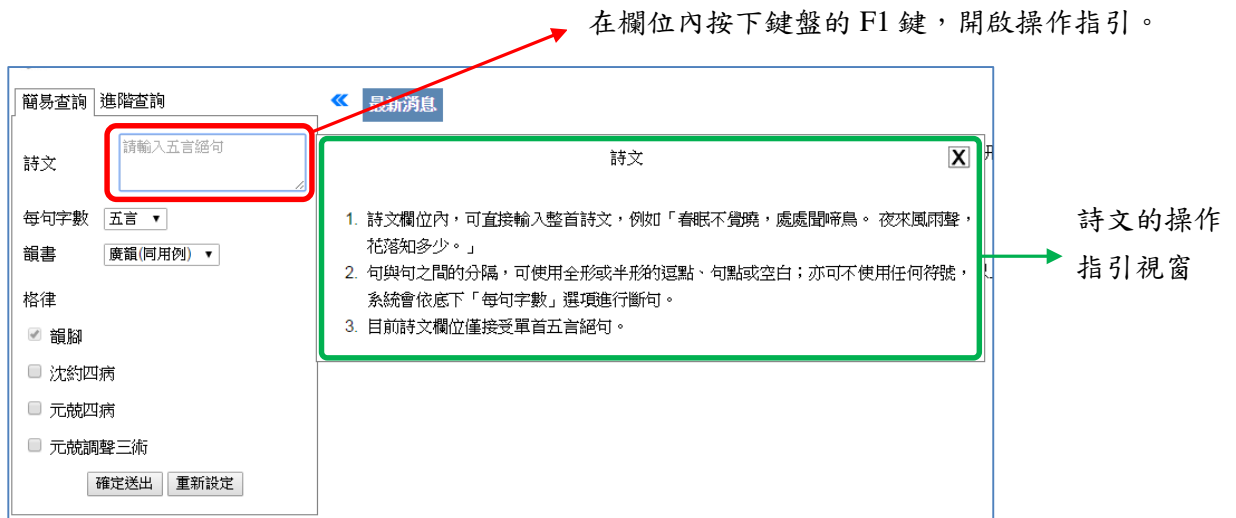 在欄位內按下鍵盤的 F1 鍵，開啟操作指引。
簡易查詢 進階查詢
« 最新消息
詩文
請輸入五言絕句
每句字數 五言
韻書 廣韻(同用例)
格律
韻腳
沈約四病
元兢四病
元兢調聲三術
確定送出 重新設定
詩文 X
1. 詩文欄位內，可直接輸入整首詩文，例如「春眠不覺曉，處處聞啼鳥。 夜來風雨聲，
花落知多少。」
2. 句與句之間的分隔，可使用全形或半形的逗點、句點或空白；亦可不使用任何符號，
系統會依底下「每句字數」選項進行斷句。
3. 目前詩文欄位僅接受單首五言絕句。
詩文的操作
指引視窗